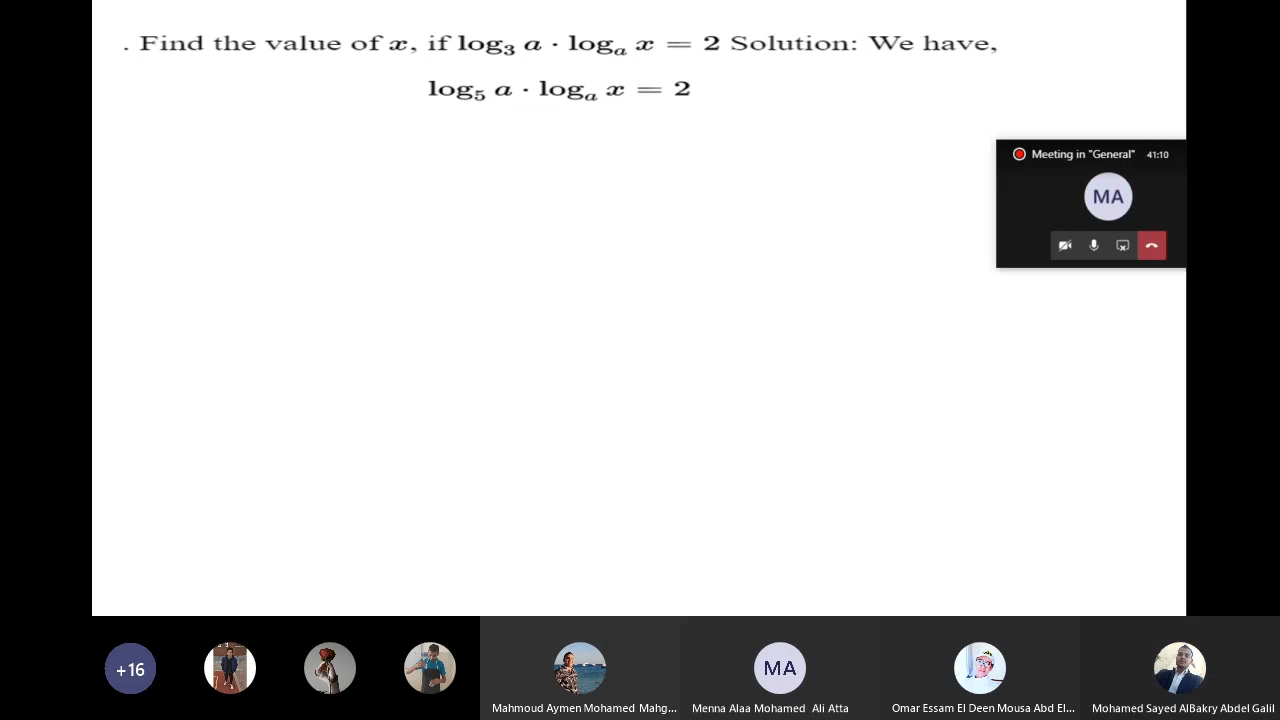 . Find the value of x, if log₃ a · logₐ x = 2 Solution: We have,
log₅ a · logₐ x = 2
Meeting in "General" 41:10
MA
+16
MA
Mahmoud Aymen Mohamed Mahg...
Menna Alaa Mohamed Ali Atta
Omar Essam El Deen Mousa Abd El...
Mohamed Sayed AlBakry Abdel Galil